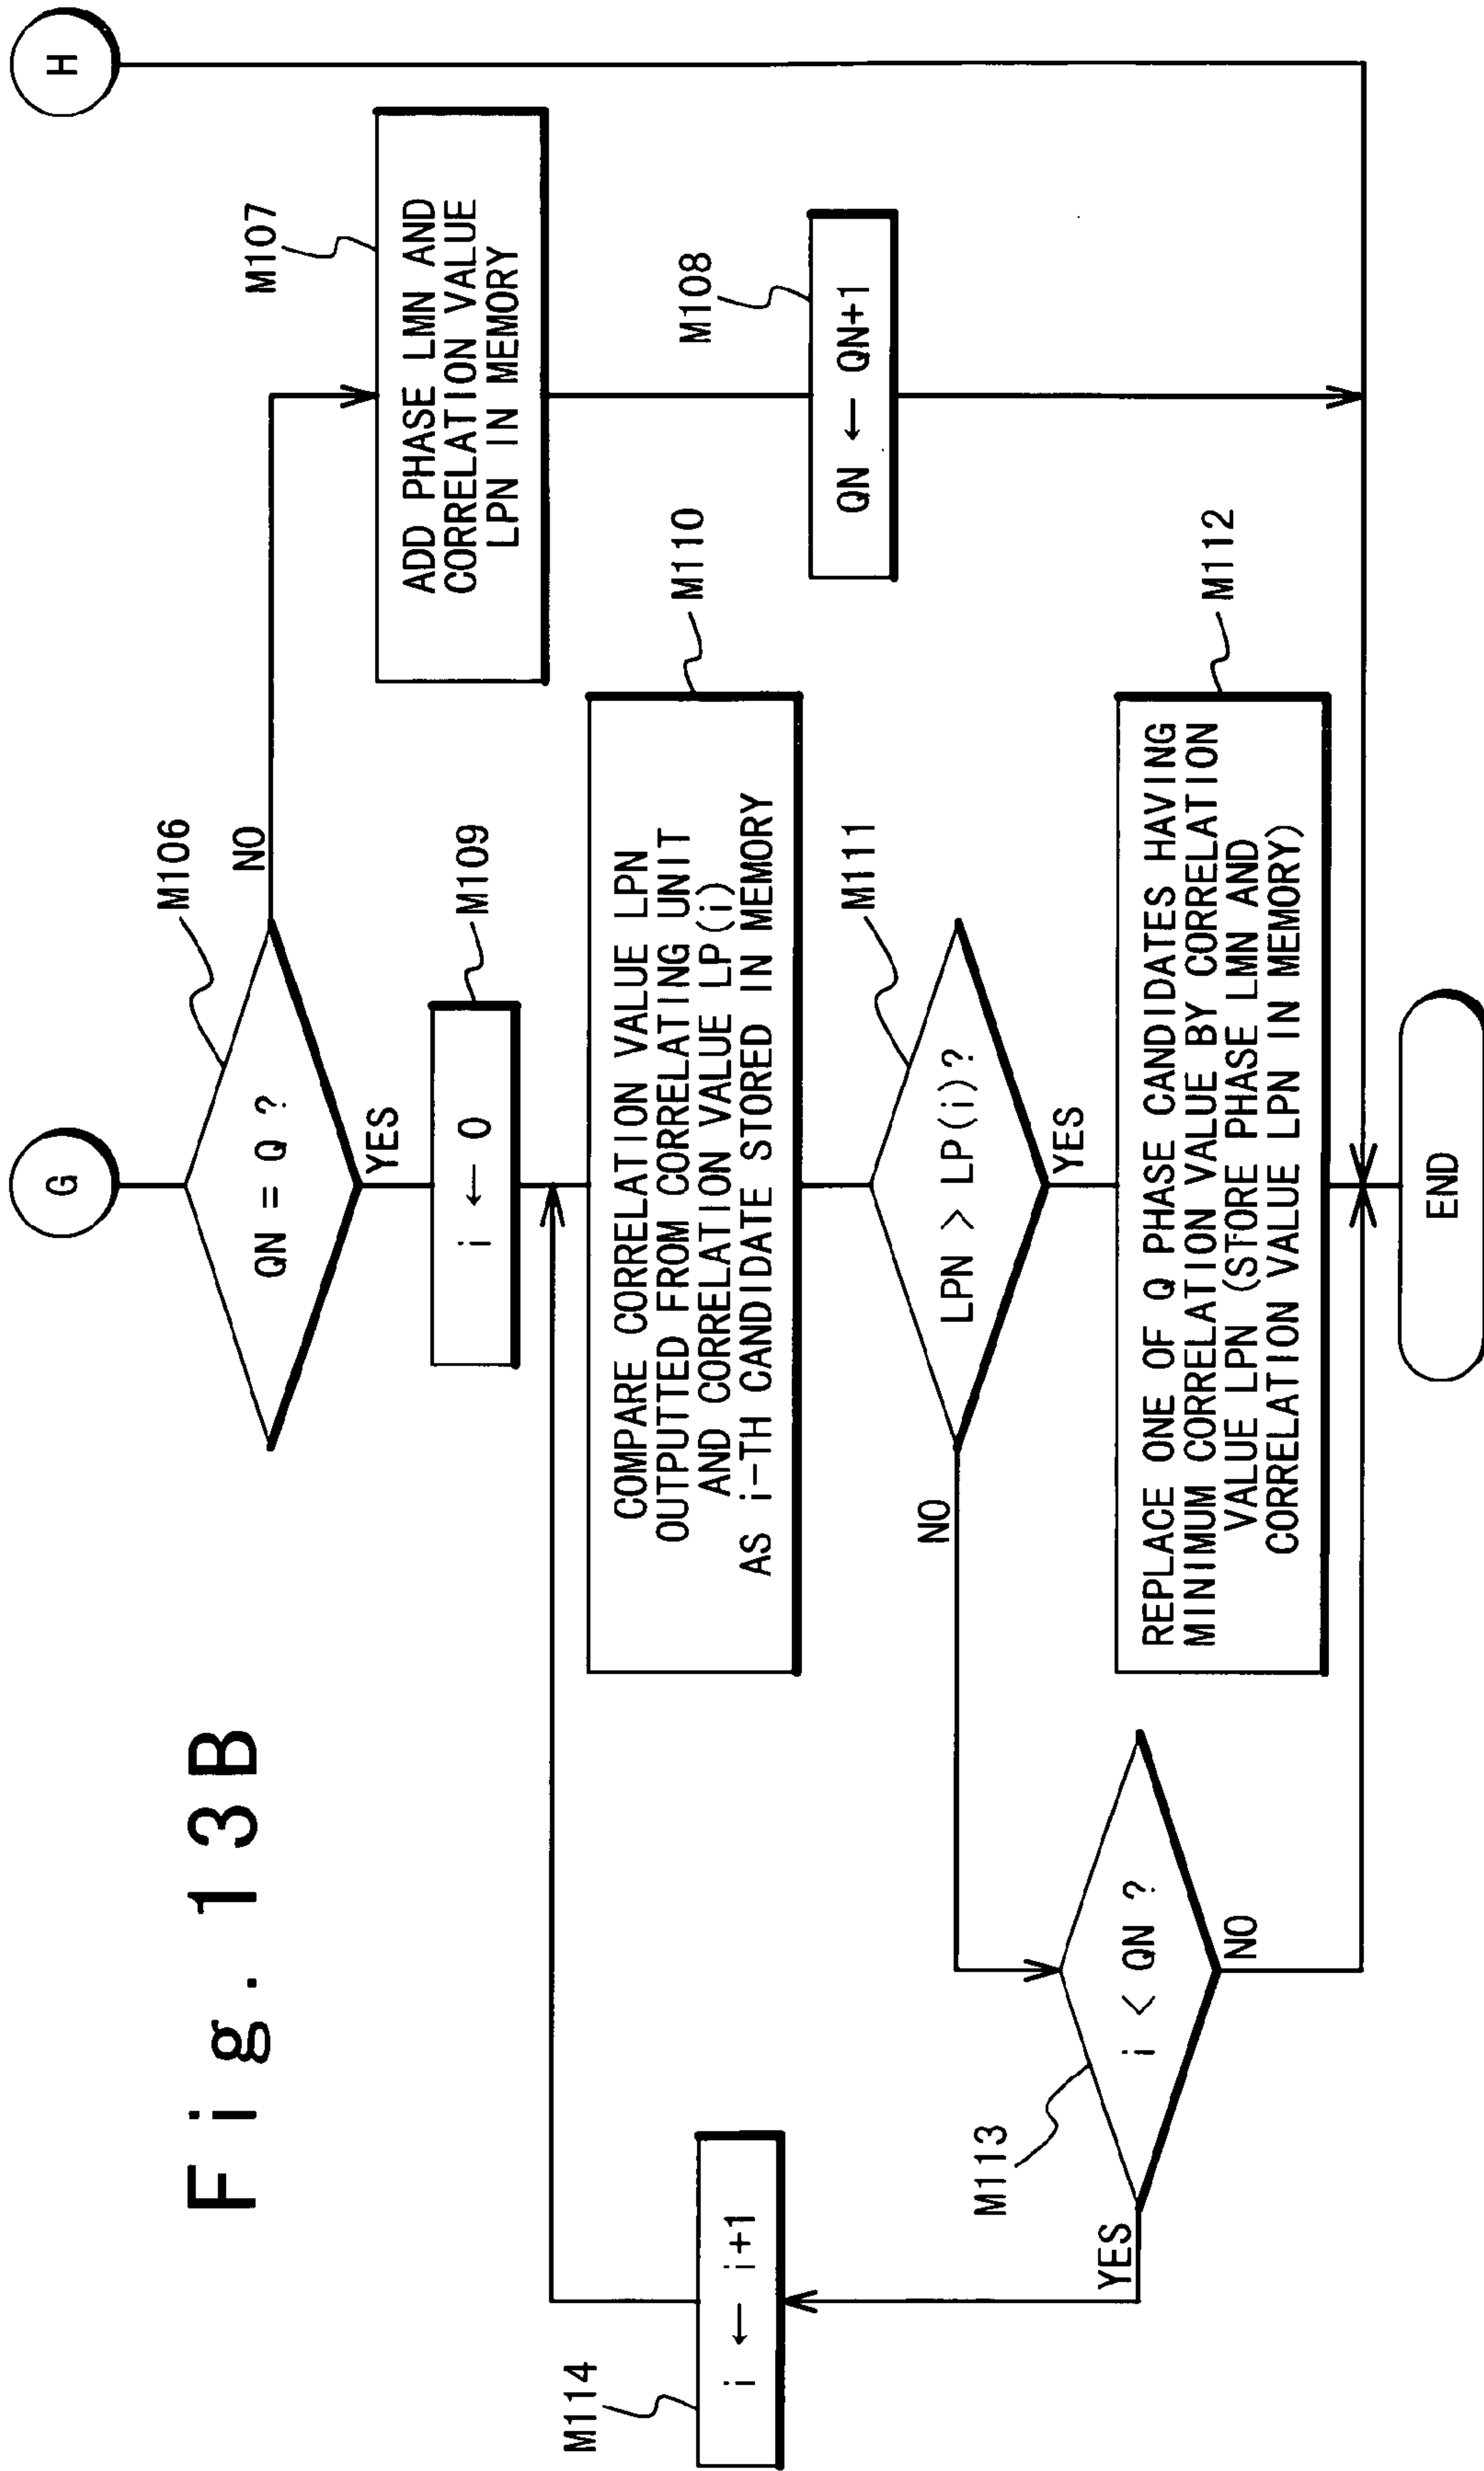 Fig. 13B
G
H
M106
QN = Q ?
NO
YES
M107
ADD PHASE LMN AND
CORRELATION VALUE
LPN IN MEMORY
M108
QN ← QN+1
M109
i ← 0
M110
COMPARE CORRELATION VALUE LPN
OUTPUTTED FROM CORRELATING UNIT
AND CORRELATION VALUE LP(i)
AS i-TH CANDIDATE STORED IN MEMORY
M111
LPN > LP(i)?
NO
YES
M112
REPLACE ONE OF Q PHASE CANDIDATES HAVING
MINIMUM CORRELATION VALUE BY CORRELATION
VALUE LPN (STORE PHASE LMN AND
CORRELATION VALUE LPN IN MEMORY)
M113
i < QN ?
YES
NO
M114
i ← i+1
END